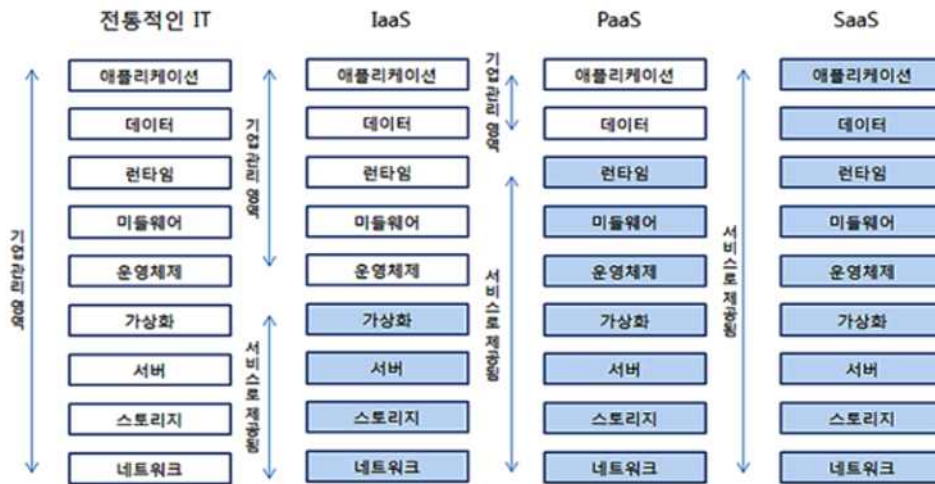 전통적인 IT IaaS PaaS SaaS
애플리케이션 애플리케이션 애플리케이션 애플리케이션
데이터 데이터 데이터 데이터
런타임 런타임 런타임 런타임
미들웨어 미들웨어 미들웨어 미들웨어
운영체제 운영체제 운영체제 운영체제
가상화 가상화 가상화 가상화
서버 서버 서버 서버
스토리지 스토리지 스토리지 스토리지
네트워크 네트워크 네트워크 네트워크
기업관리 영역
기업 관리 영역
서비스로 제공됨
기업 관리 영역
서비스로 제공됨
서비스로 제공됨